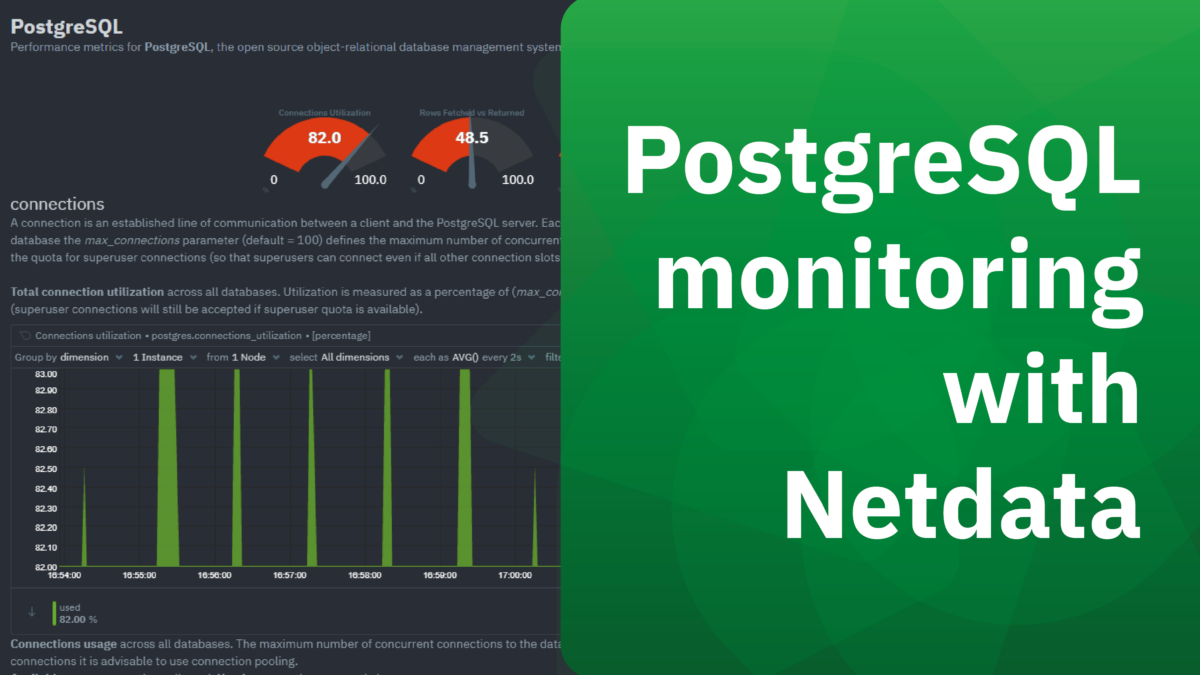 PostgreSQL
Performance metrics for PostgreSQL, the open source object-relational database management system
Connections Utilization
Rows Fetched vs Returned
82.0
48.5
0
100.0
0
100.0
connections
A connection is an established line of communication between a client and the PostgreSQL server. Eac
database the max_connections parameter (default = 100) defines the maximum number of concurrent
the quota for superuser connections (so that superusers can connect even if all other connection slots
Total connection utilization across all databases. Utilization is measured as a percentage of (max_co
(superuser connections will still be accepted if superuser quota is available).
Connections utilization • postgres.connections_utilization • [percentage]
Group by dimension 1 Instance from 1 Node select All dimensions each as AVG() every 2s filte
83.00
82.90
82.80
82.70
82.60
82.50
82.40
82.30
82.20
82.10
82.00
16:54:00 16:55:00 16:56:00 16:57:00 16:58:00 16:59:00 17:00:00
used
82.00 %
Connections usage across all databases. The maximum number of concurrent connections to the data
connections it is advisable to use connection pooling.
PostgreSQL
monitoring
with
Netdata